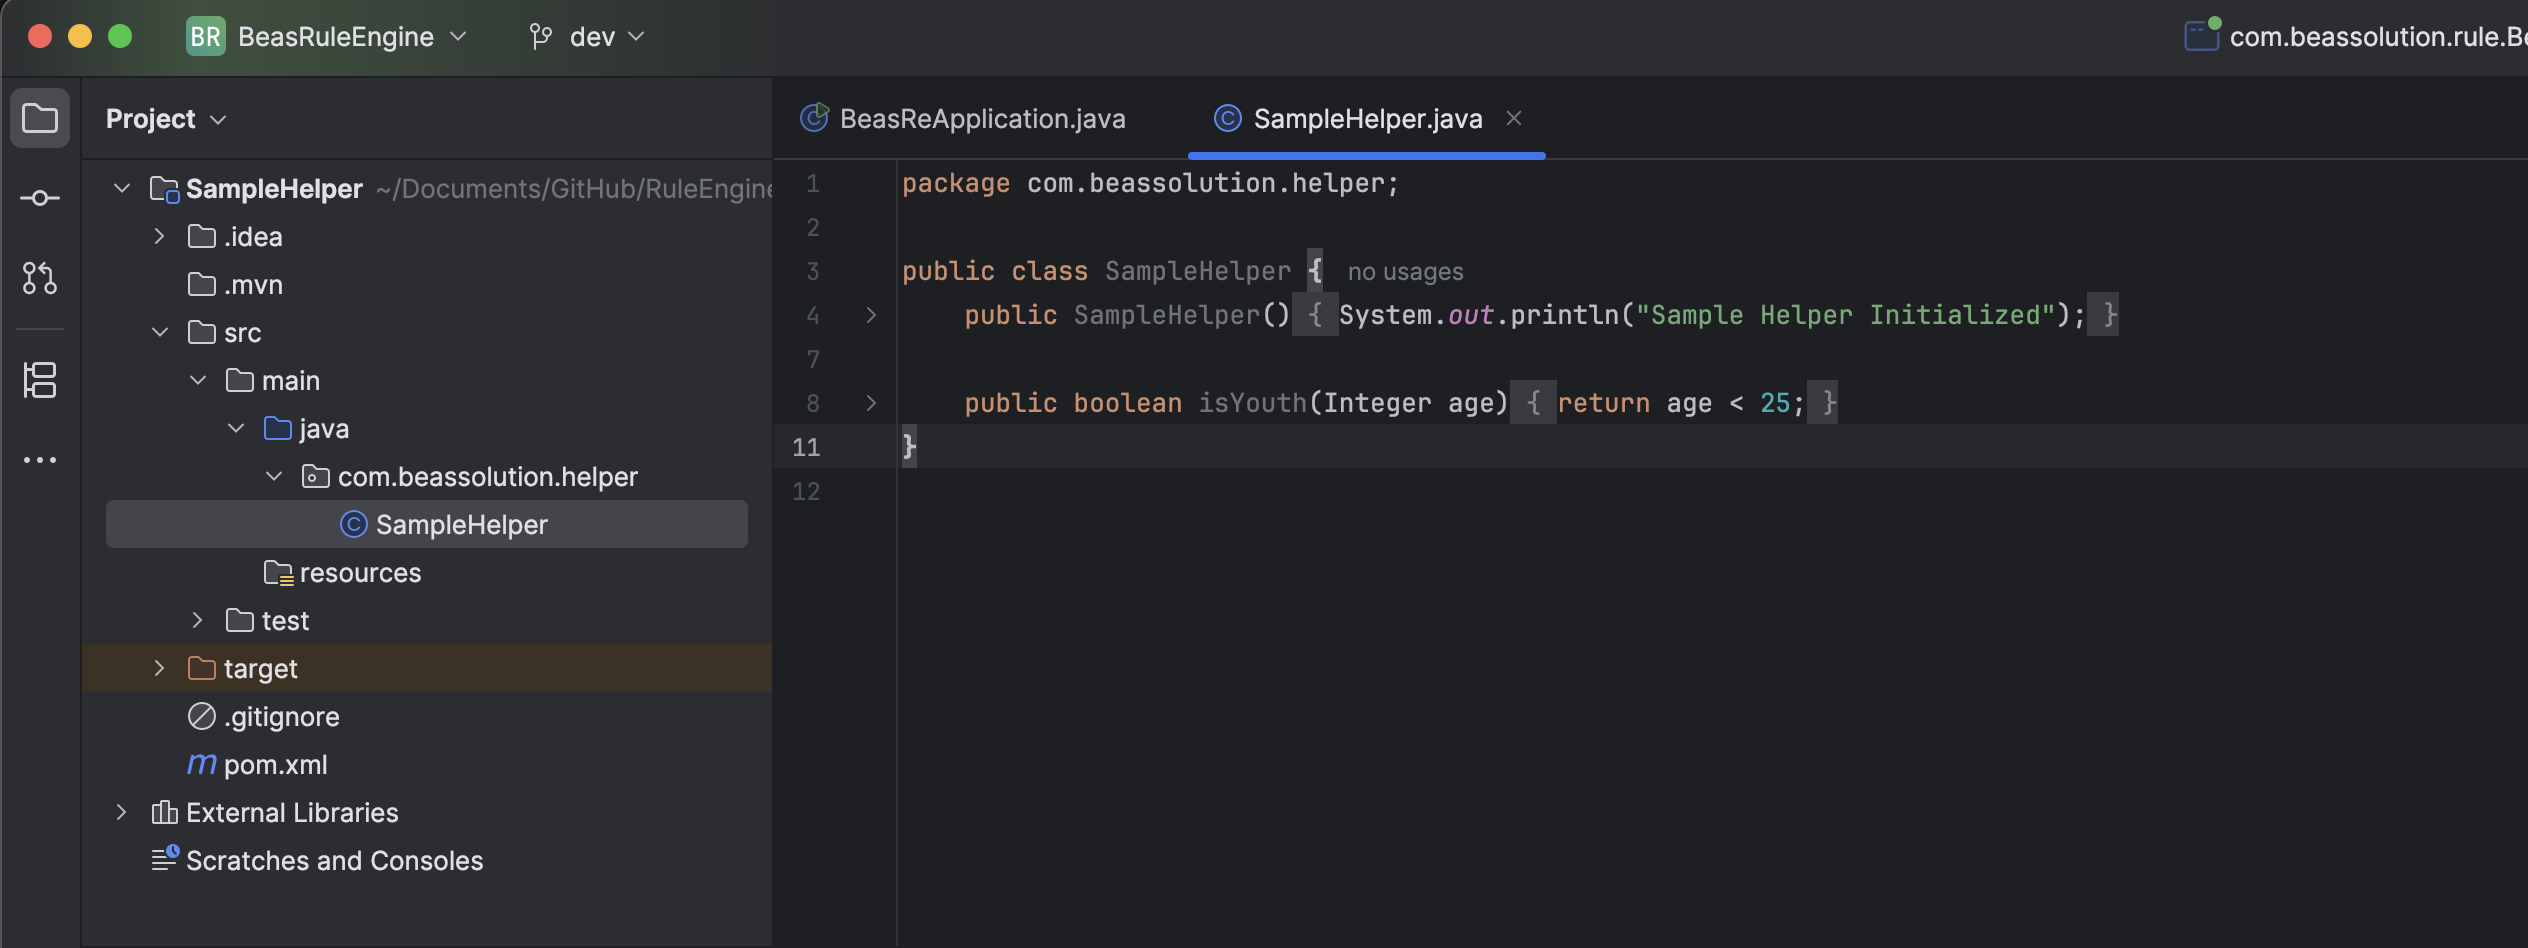 BR BeasRuleEngine dev com.beassolution.rule.Be
Project
SampleHelper ~/Documents/GitHub/RuleEngine
.idea
.mvn
src
main
java
com.beassolution.helper
SampleHelper
resources
test
target
.gitignore
m pom.xml
External Libraries
Scratches and Consoles
BeasReApplication.java SampleHelper.java
1 package com.beassolution.helper;
2
3 public class SampleHelper { no usages
4 public SampleHelper() { System.out.println("Sample Helper Initialized"); }
7
8 public boolean isYouth(Integer age) { return age < 25; }
11 }
12